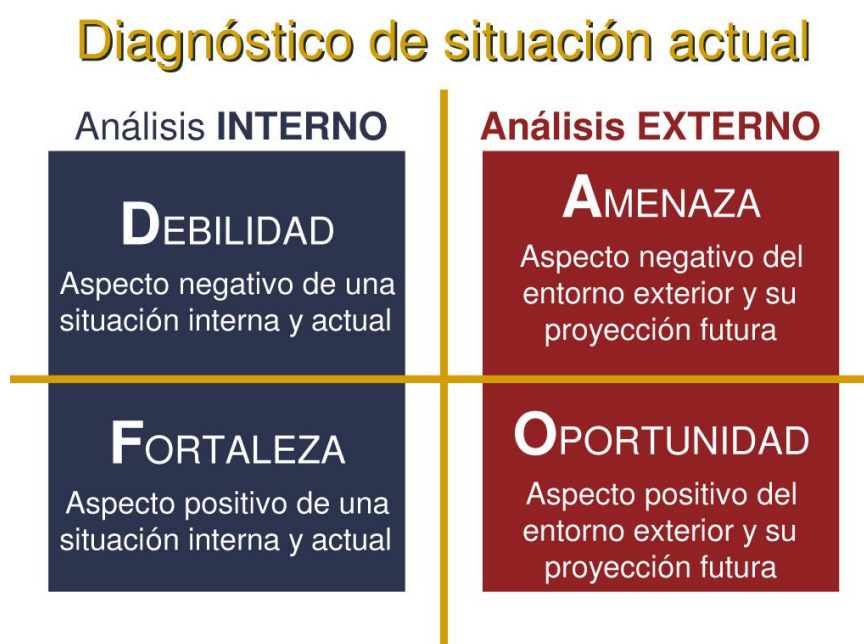 Diagnóstico de situación actual
Análisis INTERNO
DEBILIDAD
Aspecto negativo de una
situación interna y actual
FORTALEZA
Aspecto positivo de una
situación interna y actual
Análisis EXTERNO
AMENAZA
Aspecto negativo del
entorno exterior y su
proyección futura
OPORTUNIDAD
Aspecto positivo del
entorno exterior y su
proyección futura